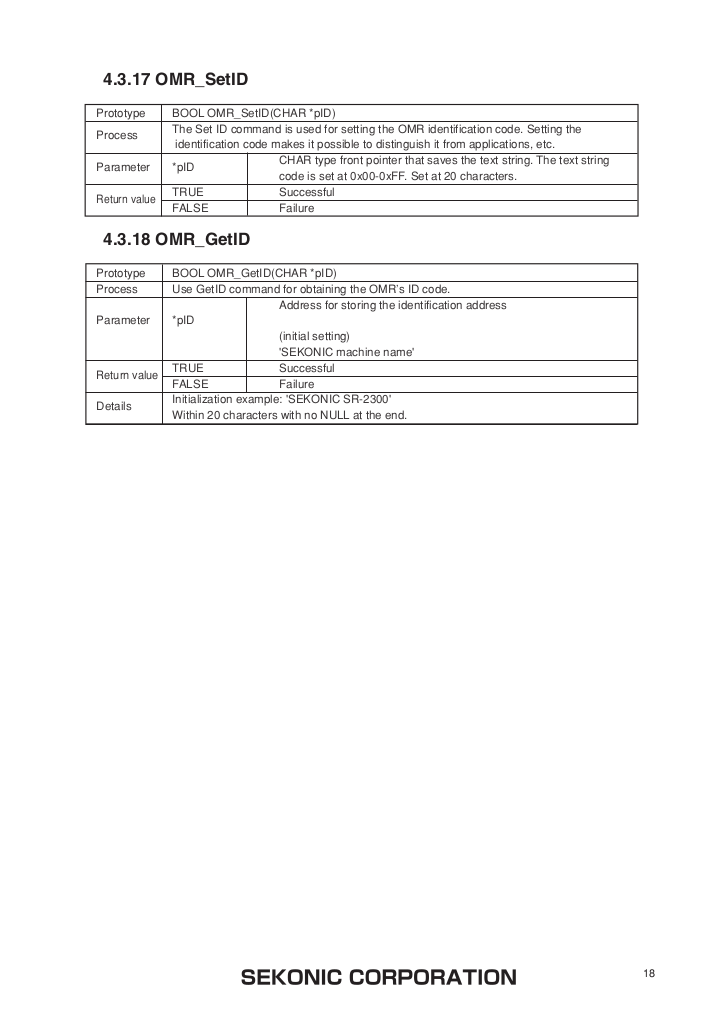 4.3.17 OMR_SetID
Prototype BOOL OMR_SetID(CHAR *pID)
Process The Set ID command is used for setting the OMR identification code. Setting the
identification code makes it possible to distinguish it from applications, etc.
Parameter *pID CHAR type front pointer that saves the text string. The text string
code is set at 0x00-0xFF. Set at 20 characters.
Return value TRUE Successful
FALSE Failure
4.3.18 OMR_GetID
Prototype BOOL OMR_GetID(CHAR *pID)
Process Use GetID command for obtaining the OMR's ID code.
Parameter *pID Address for storing the identification address
(initial setting)
'SEKONIC machine name'
Return value TRUE Successful
FALSE Failure
Details Initialization example: 'SEKONIC SR-2300'
Within 20 characters with no NULL at the end.
SEKONIC CORPORATION
18